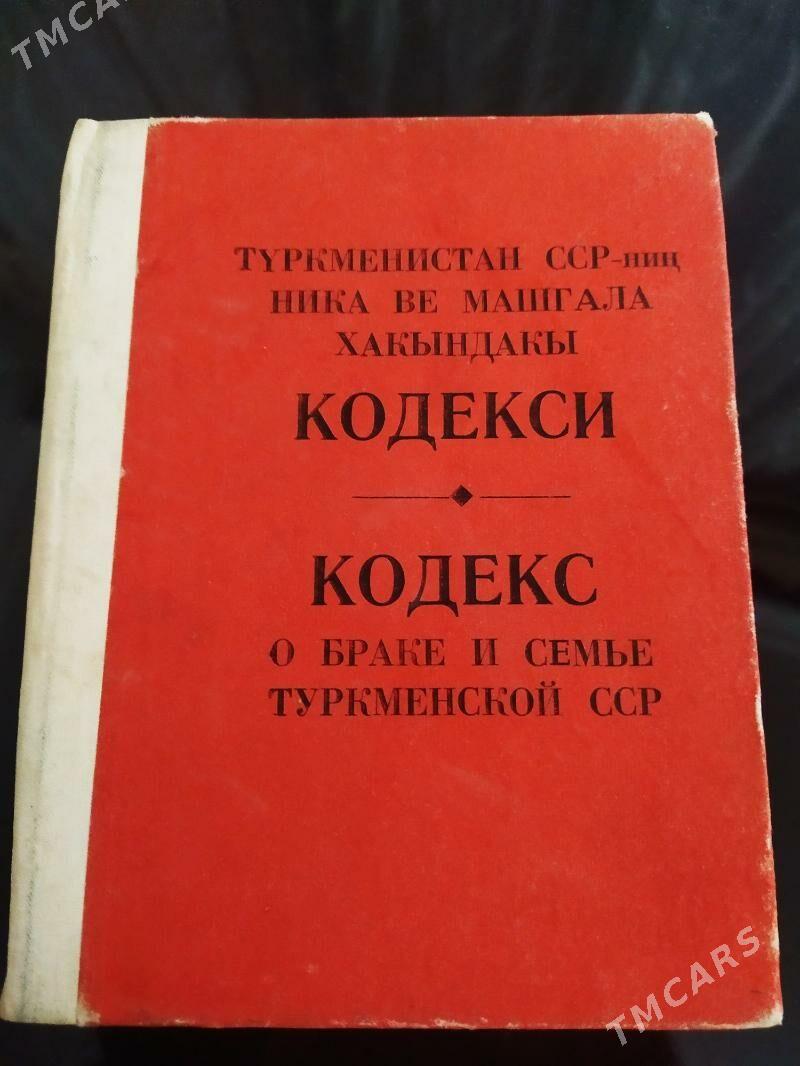 TMCARS
ТҮРКМЕНИСТАН ССР-ниң
НИКА ВЕ МАШГАЛА
ХАКЫНДАКЫ
КОДЕКСИ
КОДЕКС
О БРАКЕ И СЕМЬЕ
ТУРКМЕНСКОЙ ССР
TMCARS